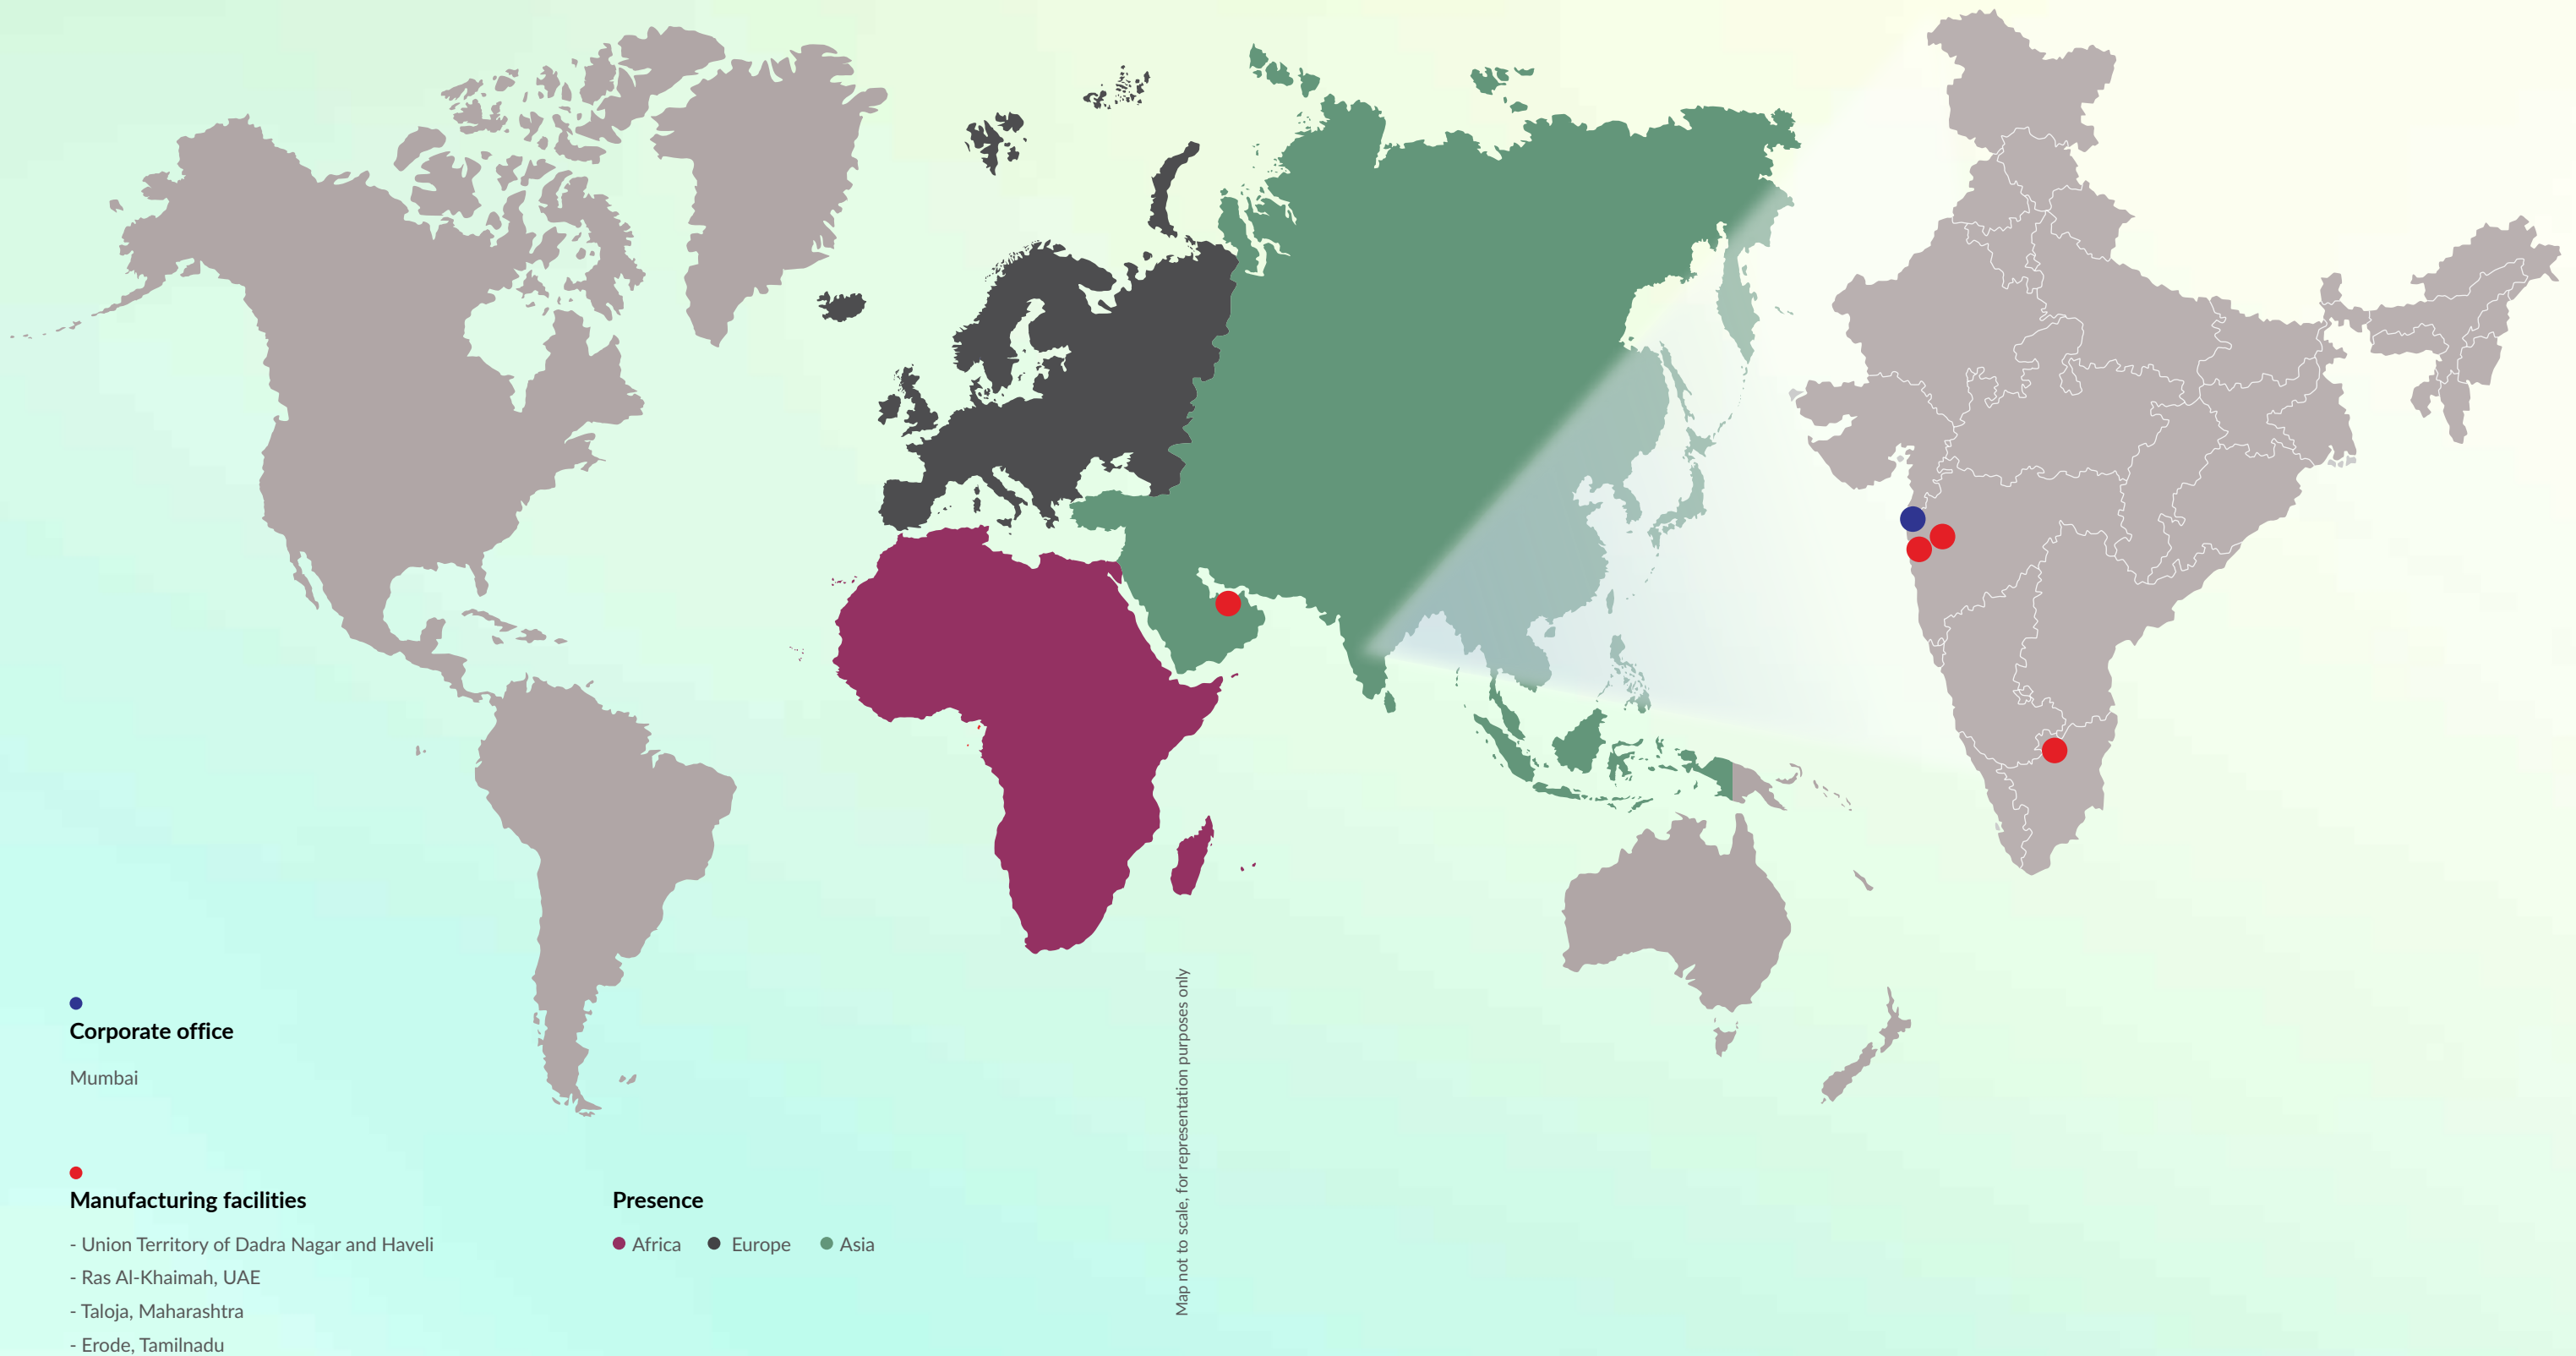 Corporate office
Mumbai
Manufacturing facilities
- Union Territory of Dadra Nagar and Haveli
- Ras Al-Khaimah, UAE
- Taloja, Maharashtra
- Erode, Tamilnadu
Presence
Africa Europe Asia
Map not to scale, for representation purposes only